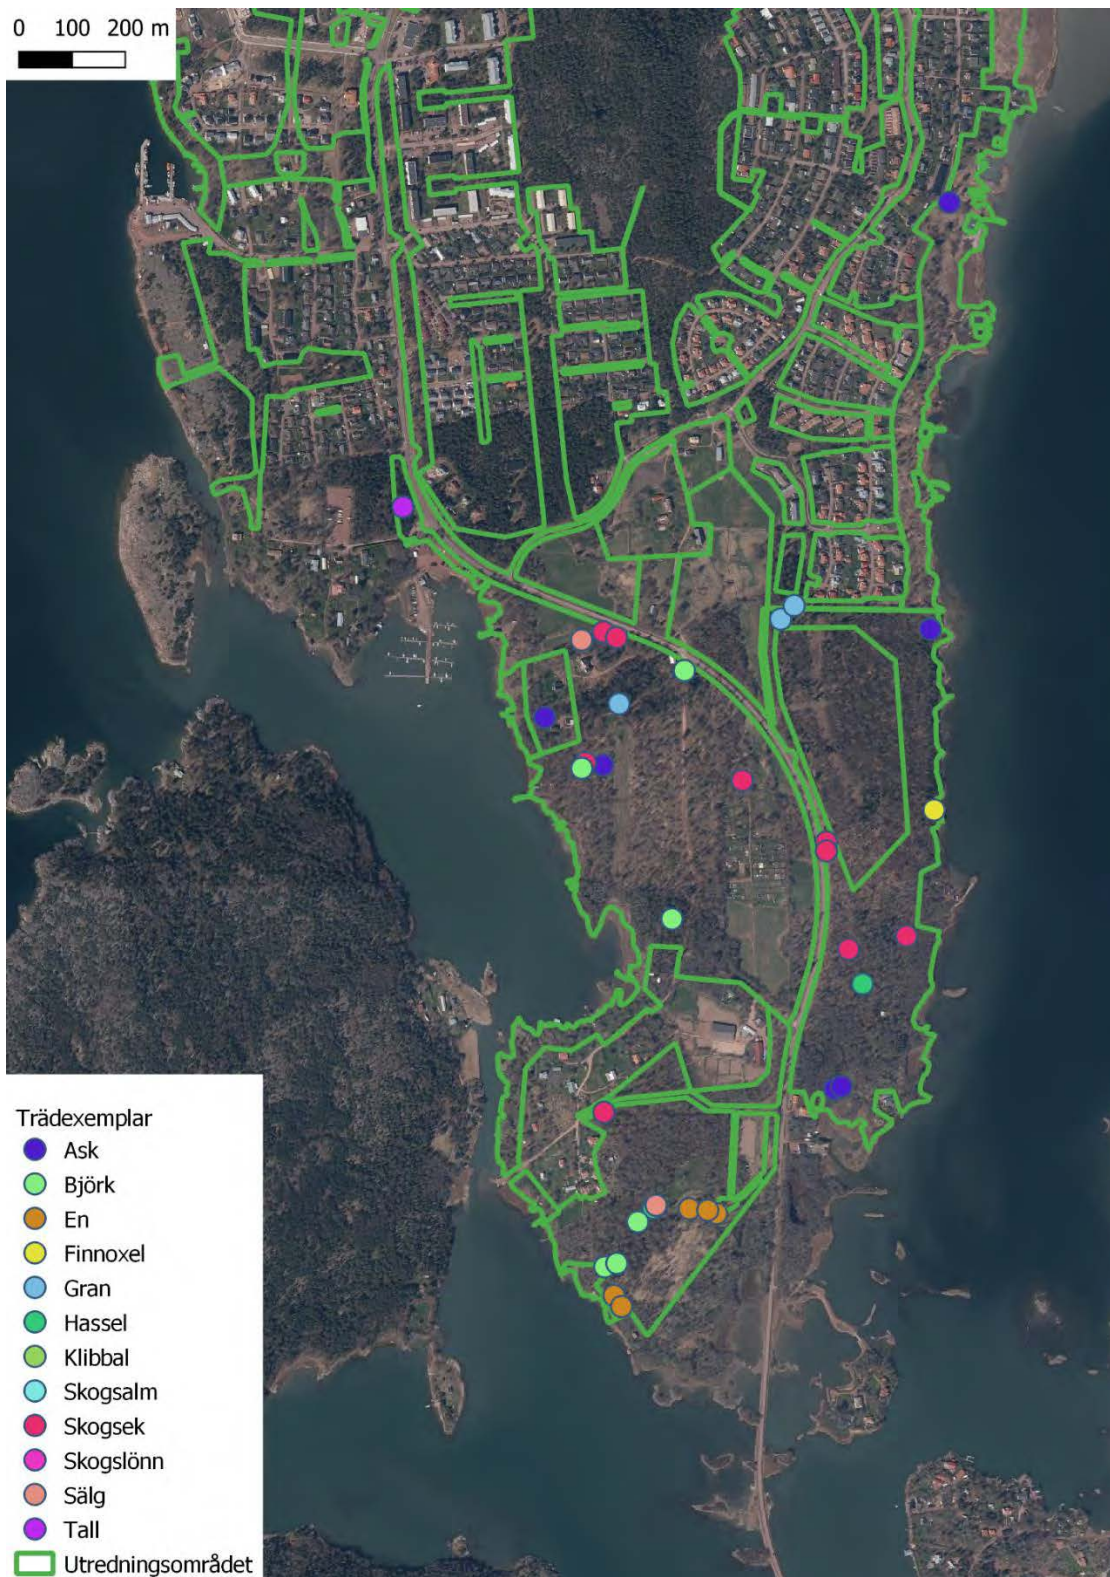 0 100 200 m
Trädexemplar
Ask
Björk
En
Finnoxel
Gran
Hassel
Klibbal
Skogsalm
Skogsek
Skogslönn
Sälg
Tall
Utredningsområdet